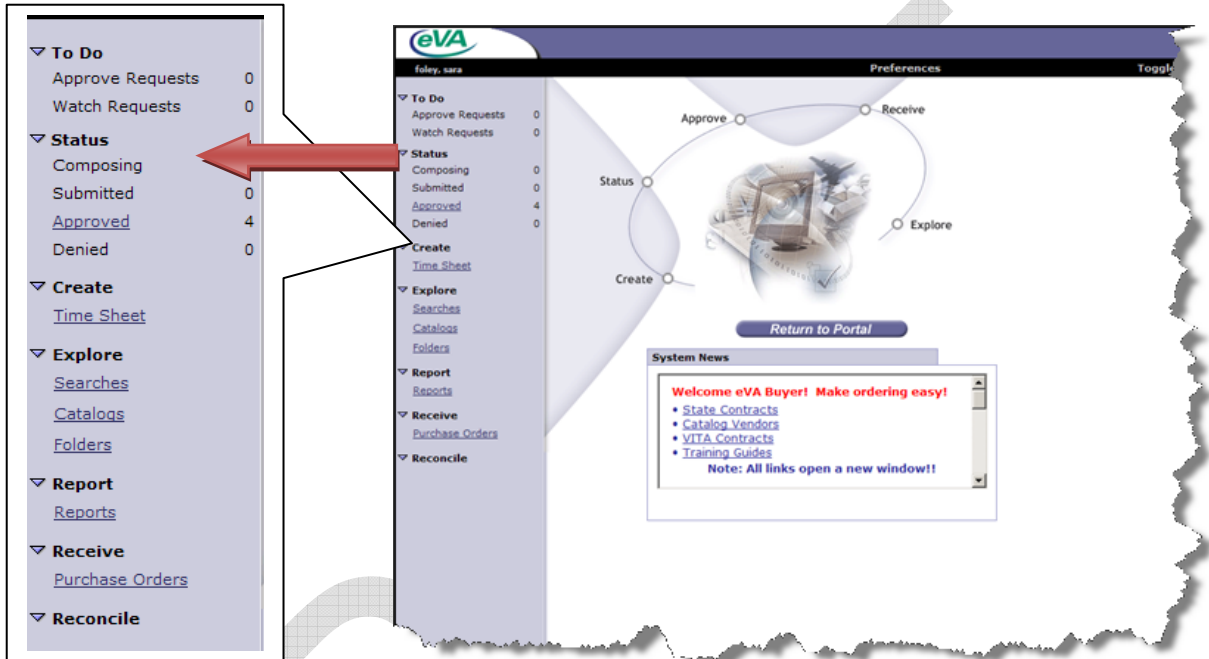 To Do
Approve Requests 0
Watch Requests 0
Status
Composing
Submitted 0
Approved 4
Denied 0
Create
Time Sheet
Explore
Searches
Catalogs
Folders
Report
Reports
Receive
Purchase Orders
Reconcile
eVA
foley, sara Preferences Toggle
To Do
Approve Requests 0
Watch Requests 0
Status
Composing 0
Submitted 0
Approved 4
Denied 0
Create
Time Sheet
Explore
Searches
Catalogs
Folders
Report
Reports
Receive
Purchase Orders
Reconcile
Receive
Approve
Status
Explore
Create
Return to Portal
System News
Welcome eVA Buyer! Make ordering easy!
• State Contracts
• Catalog Vendors
• VITA Contracts
• Training Guides
Note: All links open a new window!!